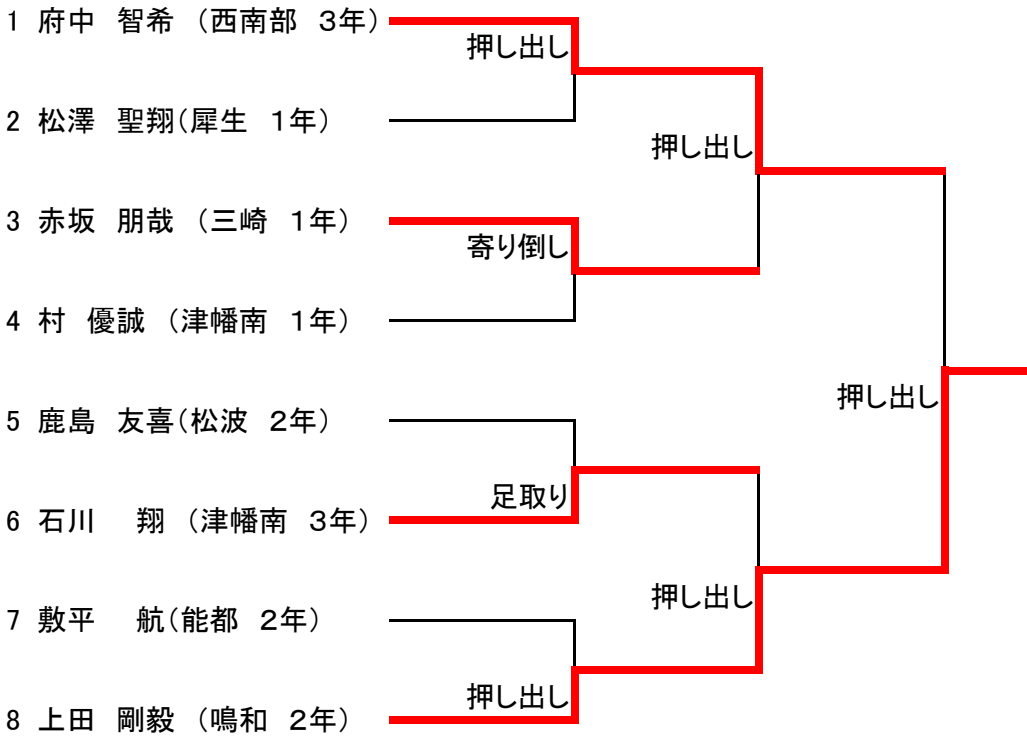 1 府中　智希　（西南部　３年）
押し出し
2 松澤　聖翔（犀生　１年）
押し出し
3 赤坂　朋哉　（三崎　１年）
寄り倒し
4 村　優誠　（津幡南　１年）
押し出し
5 鹿島　友喜（松波　２年）
足取り
6 石川　翔　（津幡南　３年）
押し出し
7 敷平　航（能都　２年）
押し出し
8 上田　剛毅　（鳴和　２年）